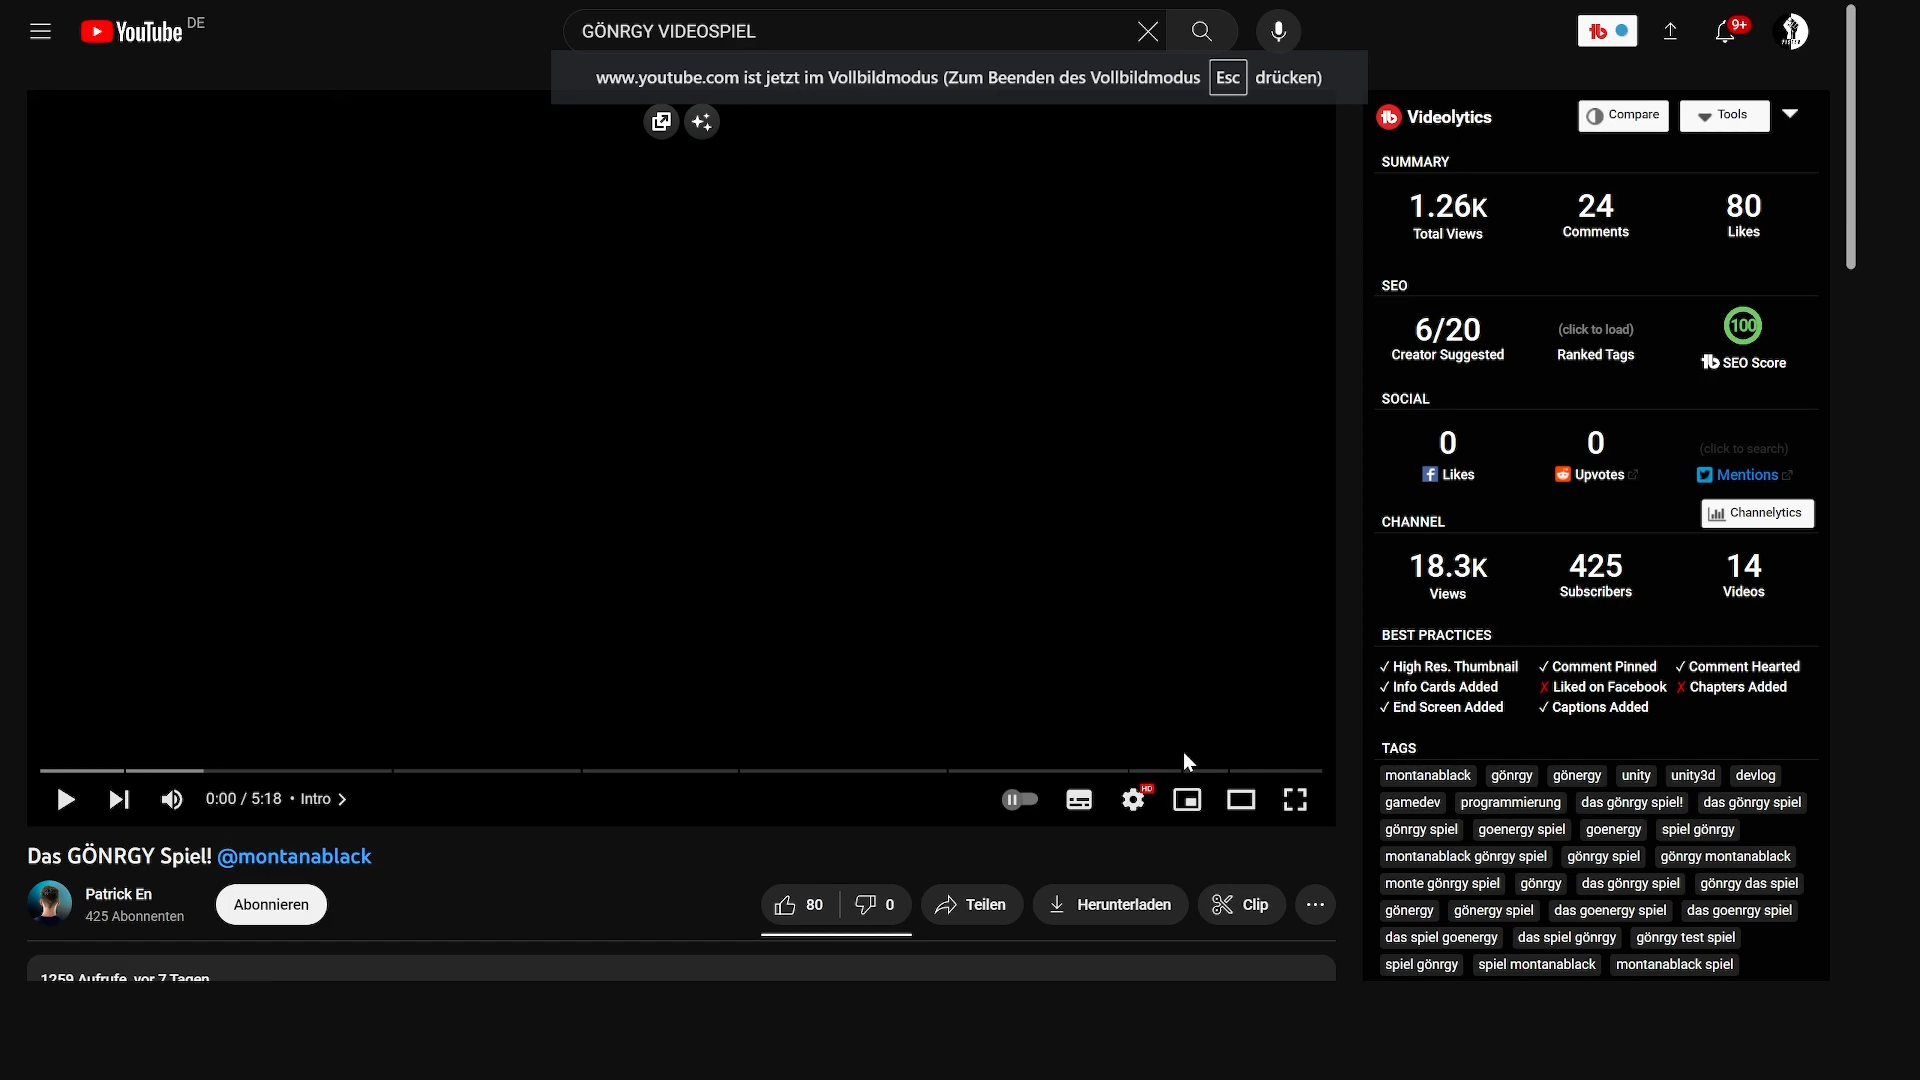 YouTube DE
GÖNRGY VIDEOSPIEL
9+
www.youtube.com ist jetzt im Vollbildmodus (Zum Beenden des Vollbildmodus Esc drücken)
0:00 / 5:18 • Intro
HD
Das GÖNRGY Spiel! @montanablack
Patrick En
425 Abonnenten
Abonnieren
80
0
Teilen
Herunterladen
Clip
1259 Aufrufe vor 7 Tagen
Videolytics
Compare
Tools
SUMMARY
1.26K 24 80
Total Views Comments Likes
SEO
6/20 (click to load) 100
Creator Suggested Ranked Tags SEO Score
SOCIAL
0 0 (click to search)
Likes Upvotes Mentions
CHANNEL
Channelytics
18.3K 425 14
Views Subscribers Videos
BEST PRACTICES
✓ High Res. Thumbnail ✓ Comment Pinned ✓ Comment Hearted
✓ Info Cards Added ✗ Liked on Facebook ✗ Chapters Added
✓ End Screen Added ✓ Captions Added
TAGS
montanablack gönrgy gönergy unity unity3d devlog
gamedev programmierung das gönrgy spiel! das gönrgy spiel
gönrgy spiel goenergy spiel goenergy spiel gönrgy
montanablack gönrgy spiel gönrgy spiel gönrgy montanablack
monte gönrgy spiel gönrgy das gönrgy spiel gönrgy das spiel
gönergy gönergy spiel das goenergy spiel das goenrgy spiel
das spiel goenergy das spiel gönrgy gönrgy test spiel
spiel gönrgy spiel montanablack montanablack spiel